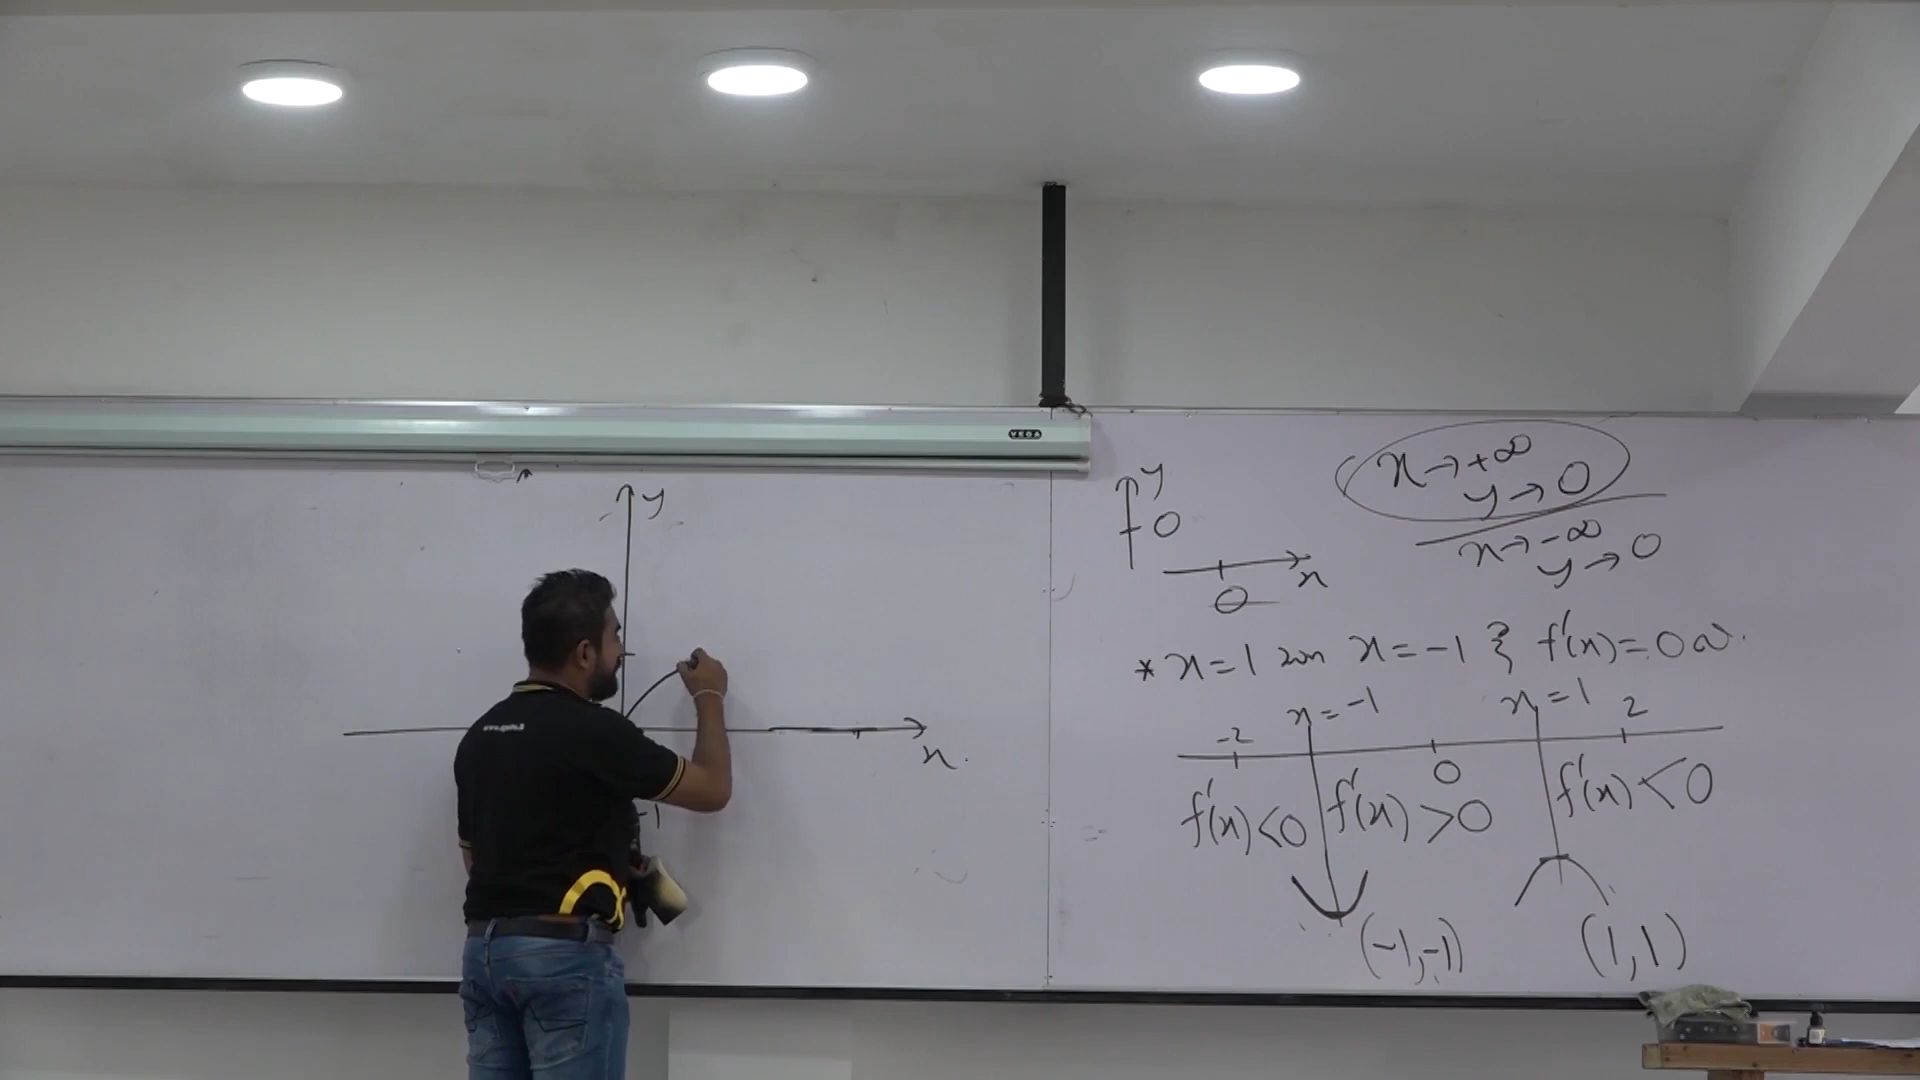 VEGA
y
x.
-1
y
0
x
0
x→+∞
y→0
x→-∞
y→0
* x=1 x=-1 f'(x)=0
-2 x=-1 0 x=1 2
f'(x)<0 f'(x)>0 f'(x)<0
(-1,-1) (1,1)